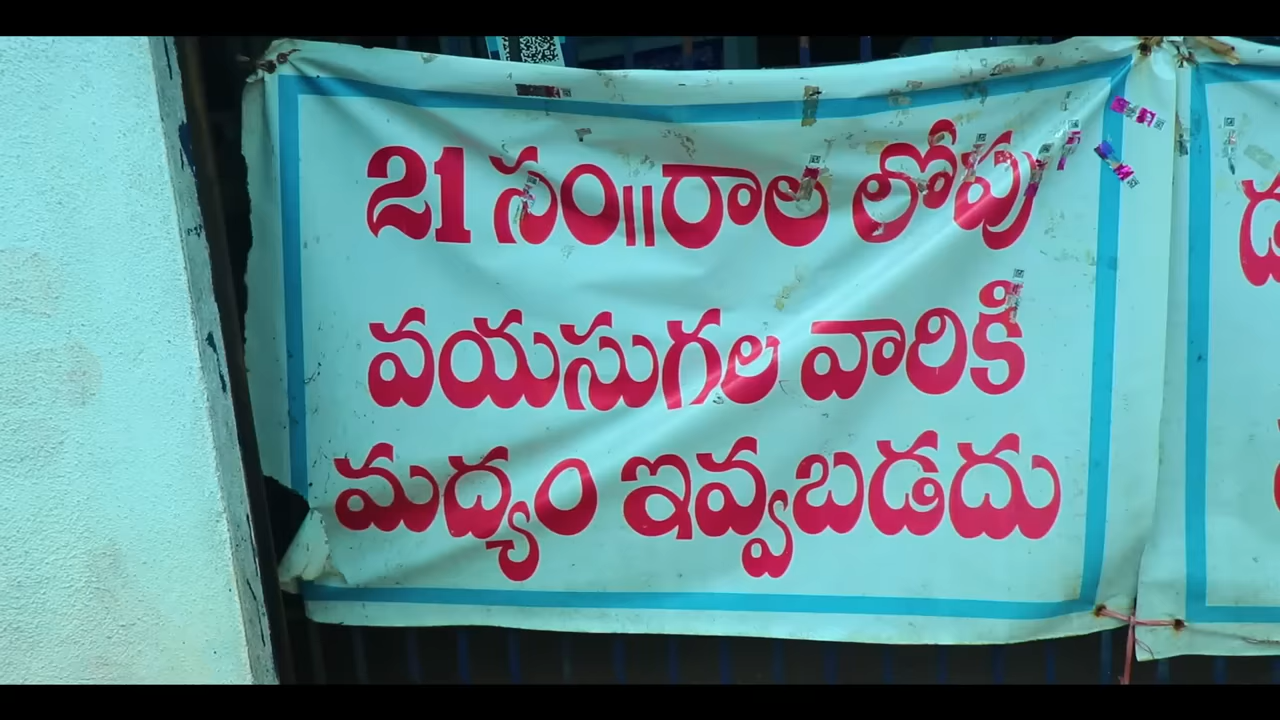 21 సం॥రాల లోపు
వయసుగల వారికి
మద్యం ఇవ్వబడదు